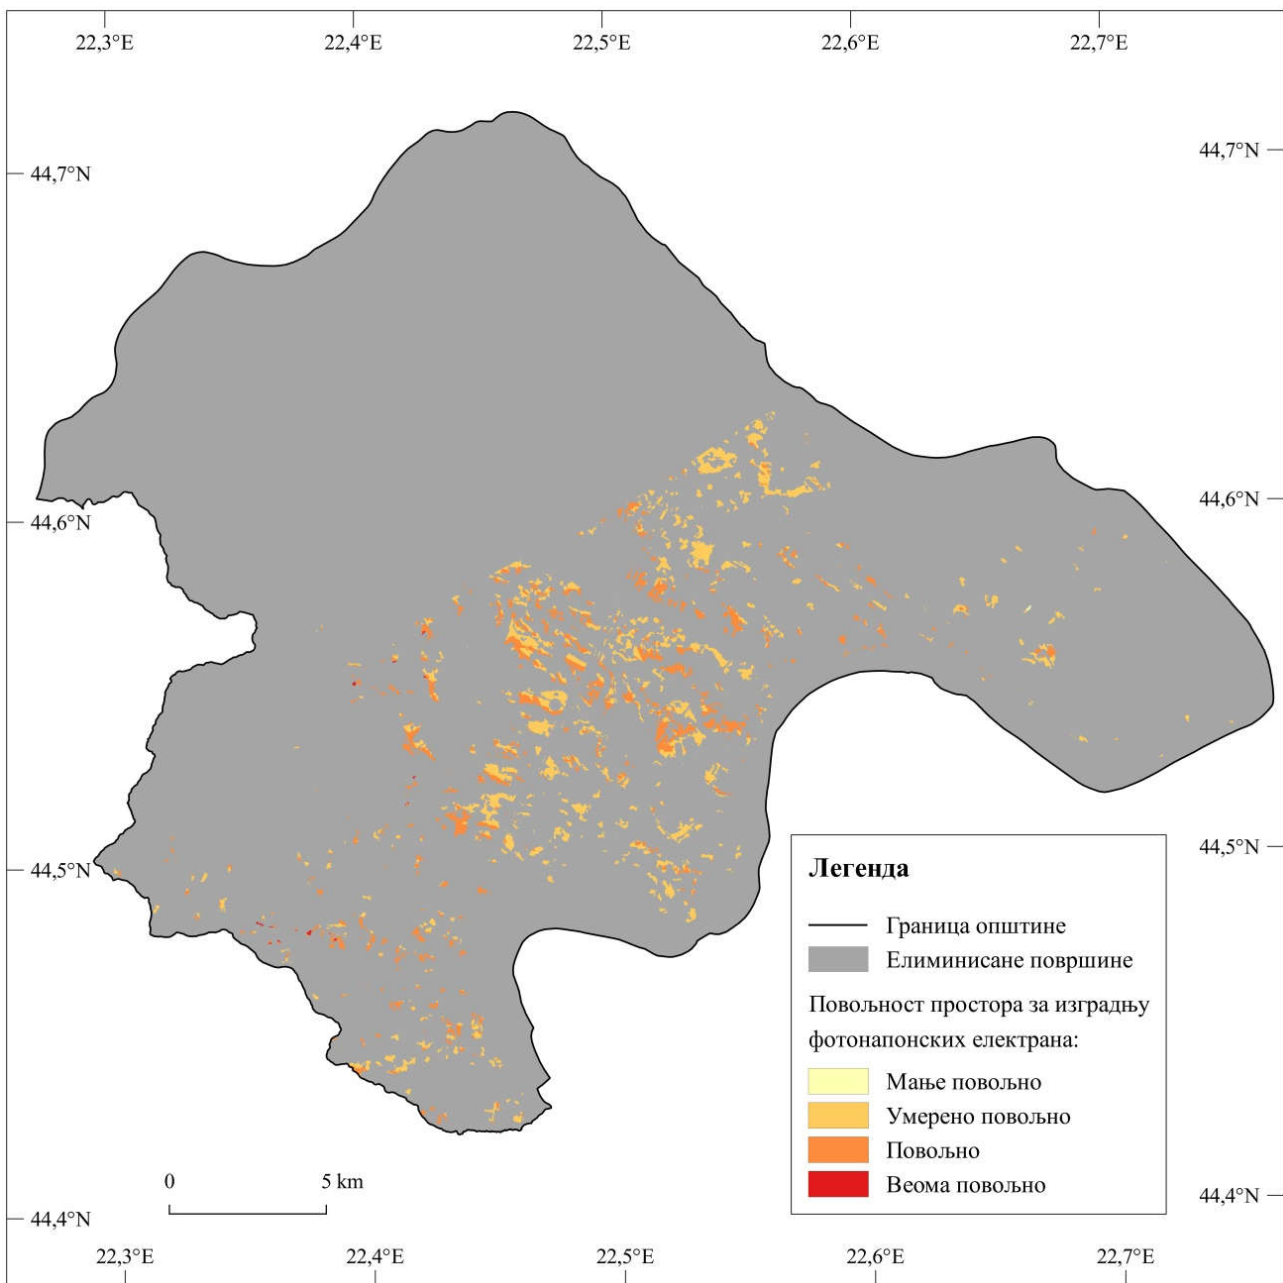 22,3°E 22,4°E 22,5°E 22,6°E 22,7°E
44,7°N
44,7°N
44,6°N
44,6°N
44,5°N
44,5°N
Легенда
Граница општине
Елиминисане површине
Повољност простора за изградњу
фотонапонских електрана:
Мање повољно
Умерено повољно
Повољно
Веома повољно
0 5 km
44,4°N
44,4°N
22,3°E 22,4°E 22,5°E 22,6°E 22,7°E